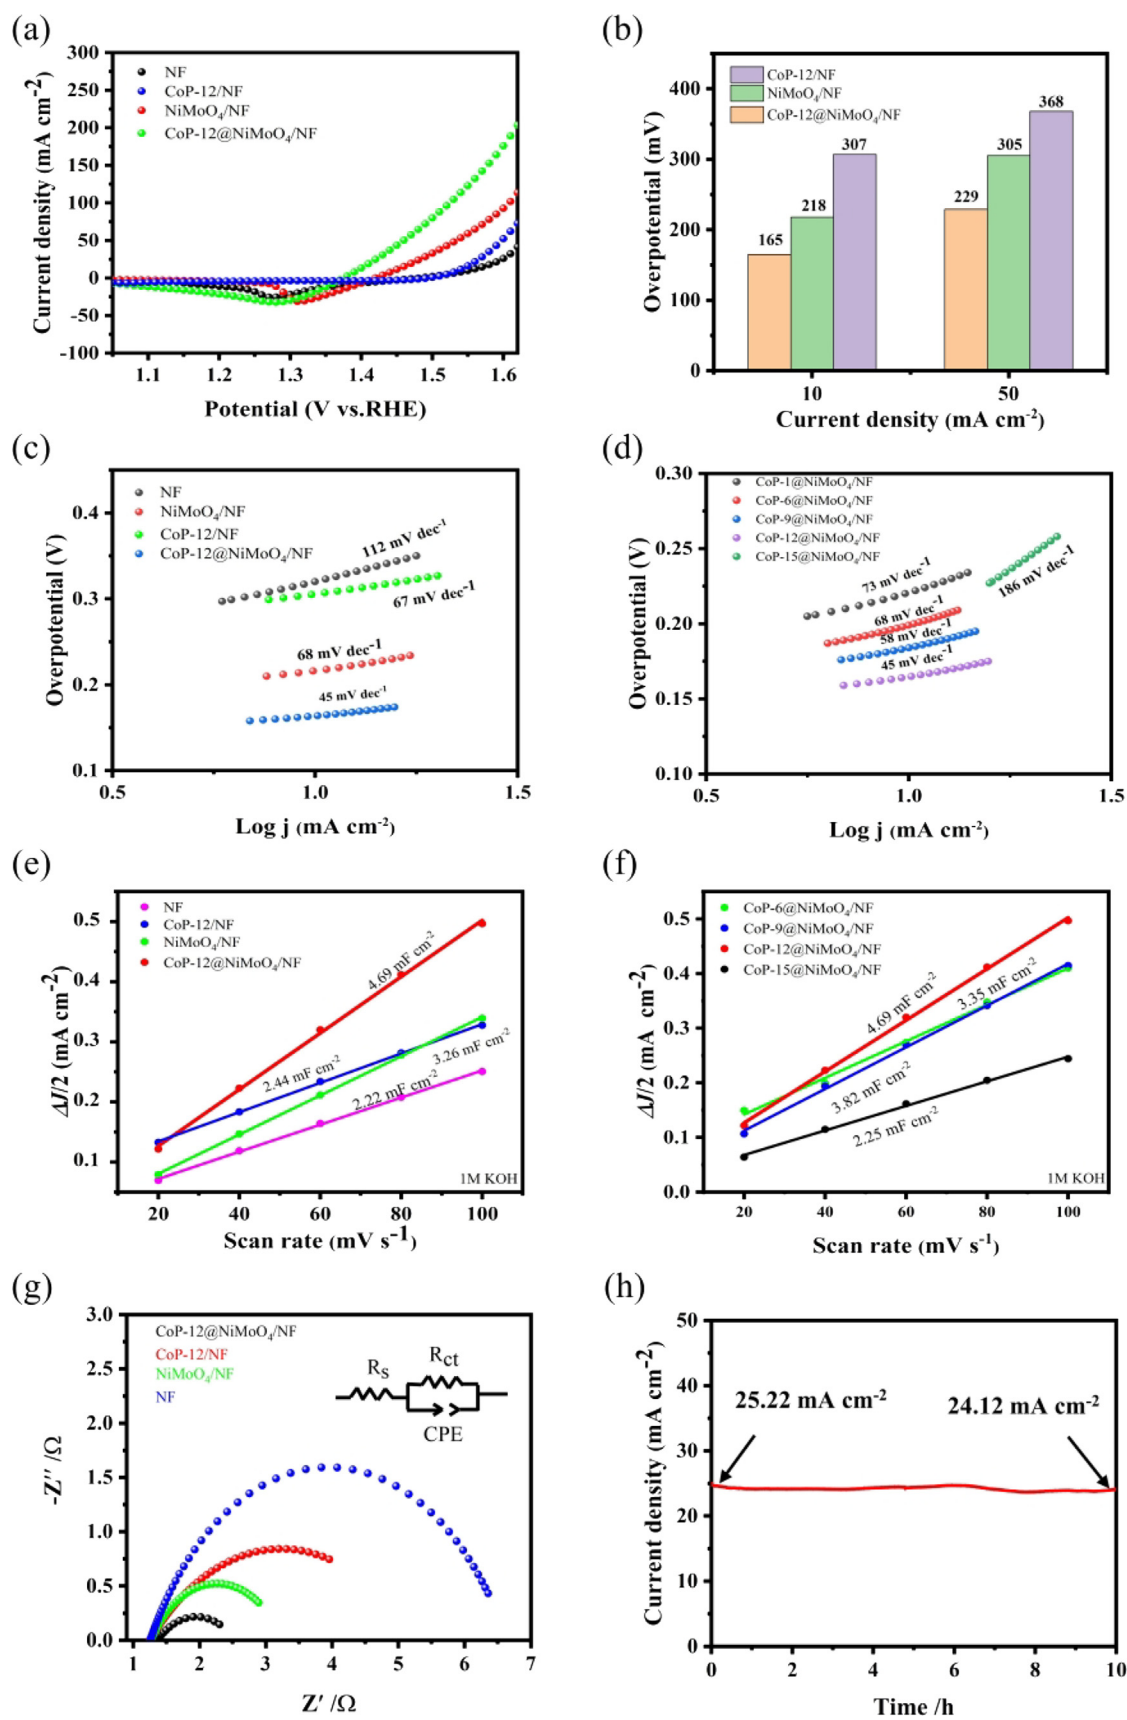 (a)
300
250
200
150
100
50
0
-50
-100
1.1 1.2 1.3 1.4 1.5 1.6
Current density (mA cm⁻²)
Potential (V vs.RHE)
NF
CoP-12/NF
NiMoO₄/NF
CoP-12@NiMoO₄/NF
(b)
400
300
200
100
0
10 50
Overpotential (mV)
Current density (mA cm⁻²)
CoP-12/NF
NiMoO₄/NF
CoP-12@NiMoO₄/NF
165
218
307
229
305
368
(c)
0.4
0.3
0.2
0.1
0.5 1.0 1.5
Overpotential (V)
Log j (mA cm⁻²)
NF
NiMoO₄/NF
CoP-12/NF
CoP-12@NiMoO₄/NF
112 mV dec⁻¹
67 mV dec⁻¹
68 mV dec⁻¹
45 mV dec⁻¹
(d)
0.30
0.25
0.20
0.15
0.10
0.5 1.0 1.5
Overpotential (V)
Log j (mA cm⁻²)
CoP-1@NiMoO₄/NF
CoP-6@NiMoO₄/NF
CoP-9@NiMoO₄/NF
CoP-12@NiMoO₄/NF
CoP-15@NiMoO₄/NF
73 mV dec⁻¹
186 mV dec⁻¹
68 mV dec⁻¹
58 mV dec⁻¹
45 mV dec⁻¹
(e)
0.5
0.4
0.3
0.2
0.1
20 40 60 80 100
ΔJ/2 (mA cm⁻²)
Scan rate (mV s⁻¹)
NF
CoP-12/NF
NiMoO₄/NF
CoP-12@NiMoO₄/NF
4.69 mF cm⁻²
2.44 mF cm⁻²
3.26 mF cm⁻²
2.22 mF cm⁻²
1M KOH
(f)
0.5
0.4
0.3
0.2
0.1
0.0
20 40 60 80 100
ΔJ/2 (mA cm⁻²)
Scan rate (mV s⁻¹)
CoP-6@NiMoO₄/NF
CoP-9@NiMoO₄/NF
CoP-12@NiMoO₄/NF
CoP-15@NiMoO₄/NF
4.69 mF cm⁻²
3.35 mF cm⁻²
3.82 mF cm⁻²
2.25 mF cm⁻²
1M KOH
(g)
3.0
2.5
2.0
1.5
1.0
0.5
0.0
1 2 3 4 5 6 7
-Z″ /Ω
Z′ /Ω
CoP-12@NiMoO₄/NF
CoP-12/NF
NiMoO₄/NF
NF
Rs
Rct
CPE
(h)
50
40
30
20
10
0
0 2 4 6 8 10
Current density (mA cm⁻²)
Time /h
25.22 mA cm⁻²
24.12 mA cm⁻²